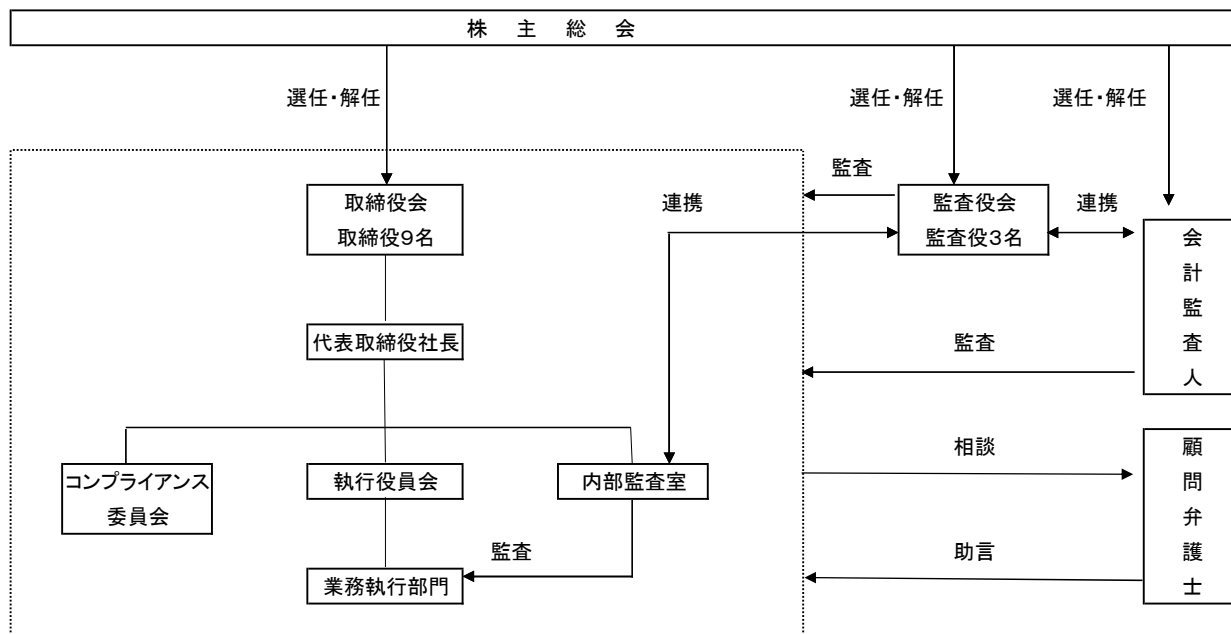 株 主 総 会
選任・解任
選任・解任
選任・解任
監査
取締役会
取締役9名
連携
監査役会
監査役3名
連携
会計監査人
代表取締役社長
監査
コンプライアンス
委員会
執行役員会
内部監査室
相談
顧問弁護士
監査
助言
業務執行部門